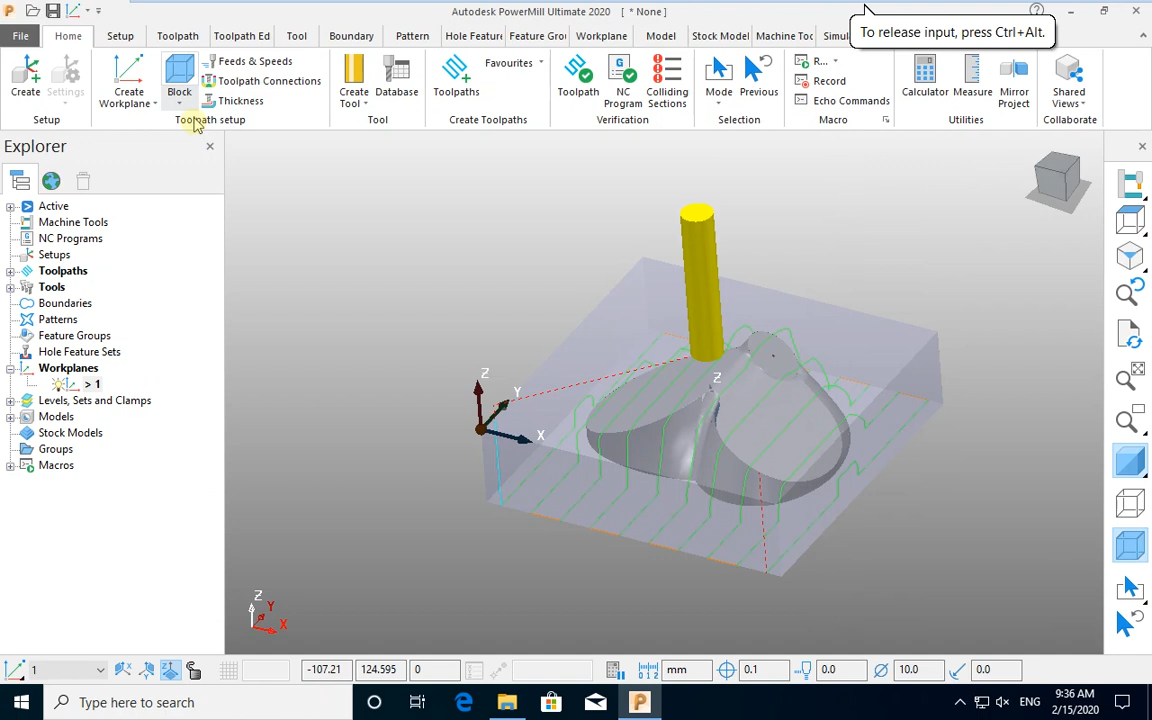 Autodesk PowerMill Ultimate 2020 [ * None ]
To release input, press Ctrl+Alt.
File Home Setup Toolpath Toolpath Ed Tool Boundary Pattern Hole Feature Feature Gro Workplane Model Stock Model Machine Too Simul
Create
Settings
Setup
Create Workplane
Block
Feeds & Speeds
Toolpath Connections
Thickness
Toolpath setup
Create Tool
Database
Tool
Toolpaths
Favourites
Create Toolpaths
Toolpath
NC Program
Colliding Sections
Verification
Mode
Previous
Selection
R...
Record
Echo Commands
Macro
Calculator
Measure
Mirror Project
Utilities
Shared Views
Collaborate
Explorer
Active
Machine Tools
NC Programs
Setups
Toolpaths
Tools
Boundaries
Patterns
Feature Groups
Hole Feature Sets
Workplanes
> 1
Levels, Sets and Clamps
Models
Stock Models
Groups
Macros
Z
Y
X
Z
Z
Y
X
1 -107.21 124.595 0 mm 0.1 0.0 10.0 0.0
Type here to search
ENG
9:36 AM
2/15/2020